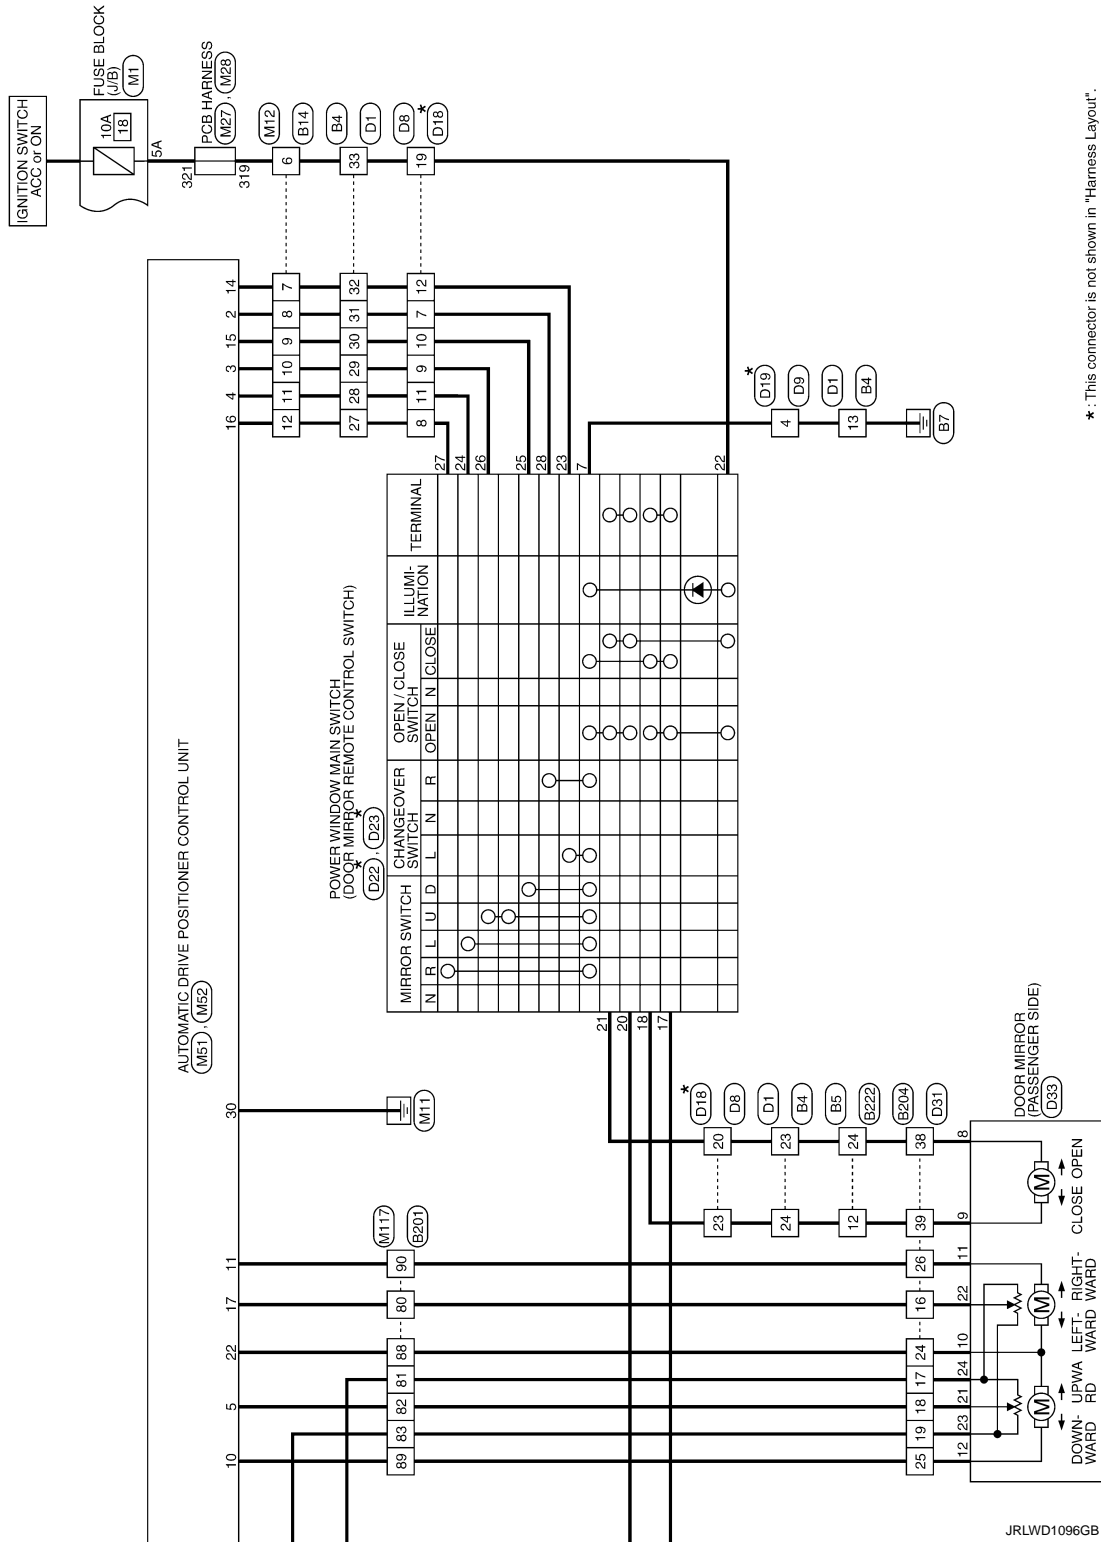 IGNITION SWITCH
ACC or ON
FUSE BLOCK
(J/B)
M1
10A
18
5A
321
PCB HARNESS
M27 , M28
319
M12
B14
B4
D1
D8
*
D18
6
33
19
AUTOMATIC DRIVE POSITIONER CONTROL UNIT
M51 , M52
14
2
15
3
4
16
7
8
9
10
11
12
32
31
30
29
28
27
12
7
10
9
11
8
POWER WINDOW MAIN SWITCH
(DOOR MIRROR REMOTE CONTROL SWITCH)
*
D22 ,
*
D23
27
24
26
25
28
23
7
22
MIRROR SWITCH
N
R
L
U
D
CHANGEOVER
SWITCH
L
N
R
OPEN / CLOSE
SWITCH
OPEN
N
CLOSE
ILLUMI-
NATION
TERMINAL
21
20
18
17
*
D19
D9
D1
B4
4
13
B7
30
M11
*
D18
D8
D1
B4
B5
B222
B204
D31
20
23
24
38
23
24
12
39
M117
B201
11
17
22
5
10
90
80
88
81
82
83
89
26
16
24
17
18
19
25
8
9
11
22
10
24
21
23
12
DOOR MIRROR
(PASSENGER SIDE)
D33
M
CLOSE OPEN
M
LEFT-
WARD
RIGHT-
WARD
M
DOWN-
WARD
UPWA
RD
* : This connector is not shown in "Harness Layout".
JRLWD1096GB